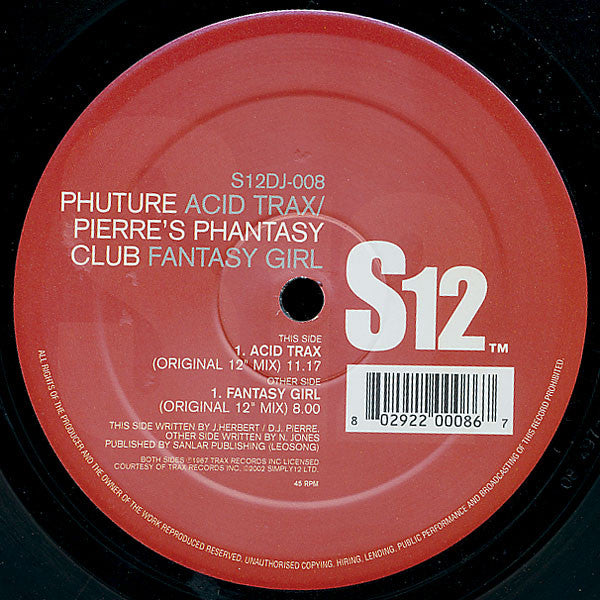 S12DJ-008
PHUTURE ACID TRAX/
PIERRE'S PHANTASY
CLUB FANTASY GIRL
S12™
THIS SIDE
1. ACID TRAX
(ORIGINAL 12" MIX) 11.17
OTHER SIDE
1. FANTASY GIRL
(ORIGINAL 12" MIX) 8.00
THIS SIDE WRITTEN BY J.HERBERT / D.J. PIERRE.
OTHER SIDE WRITTEN BY N. JONES
PUBLISHED BY SANLAR PUBLISHING (LEOSONG)
BOTH SIDES ℗1987 TRAX RECORDS INC LICENSED
COURTESY OF TRAX RECORDS INC. ©2002 SIMPLY12 LTD.
45 RPM
8 02922 00086 7
ALL RIGHTS OF THE PRODUCER AND THE OWNER OF THE WORK REPRODUCED RESERVED. UNAUTHORISED COPYING. HIRING, LENDING. PUBLIC PERFORMANCE AND BROADCASTING OF THIS RECORD PROHIBITED.